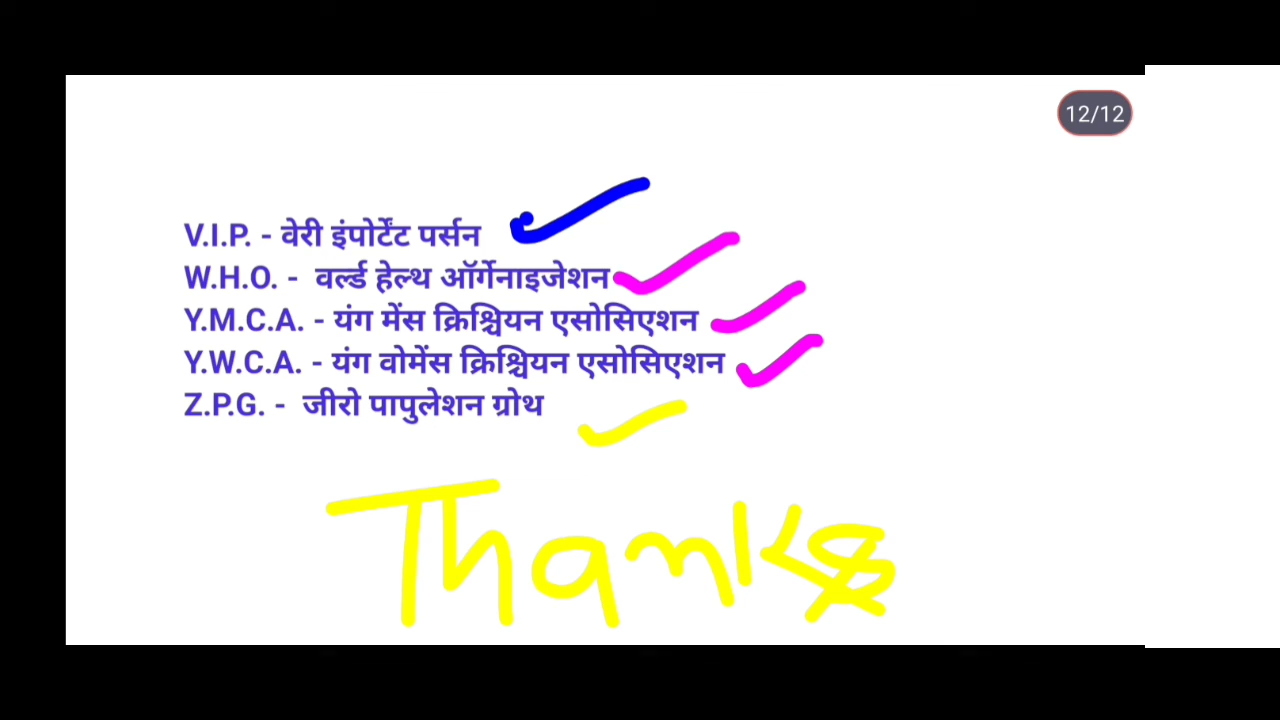 12/12
V.I.P. - वेरी इंपोर्टेंट पर्सन
W.H.O. - वर्ल्ड हेल्थ ऑर्गेनाइजेशन
Y.M.C.A. - यंग मेंस क्रिश्चियन एसोसिएशन
Y.W.C.A. - यंग वोमेंस क्रिश्चियन एसोसिएशन
Z.P.G. - जीरो पापुलेशन ग्रोथ
Thanks